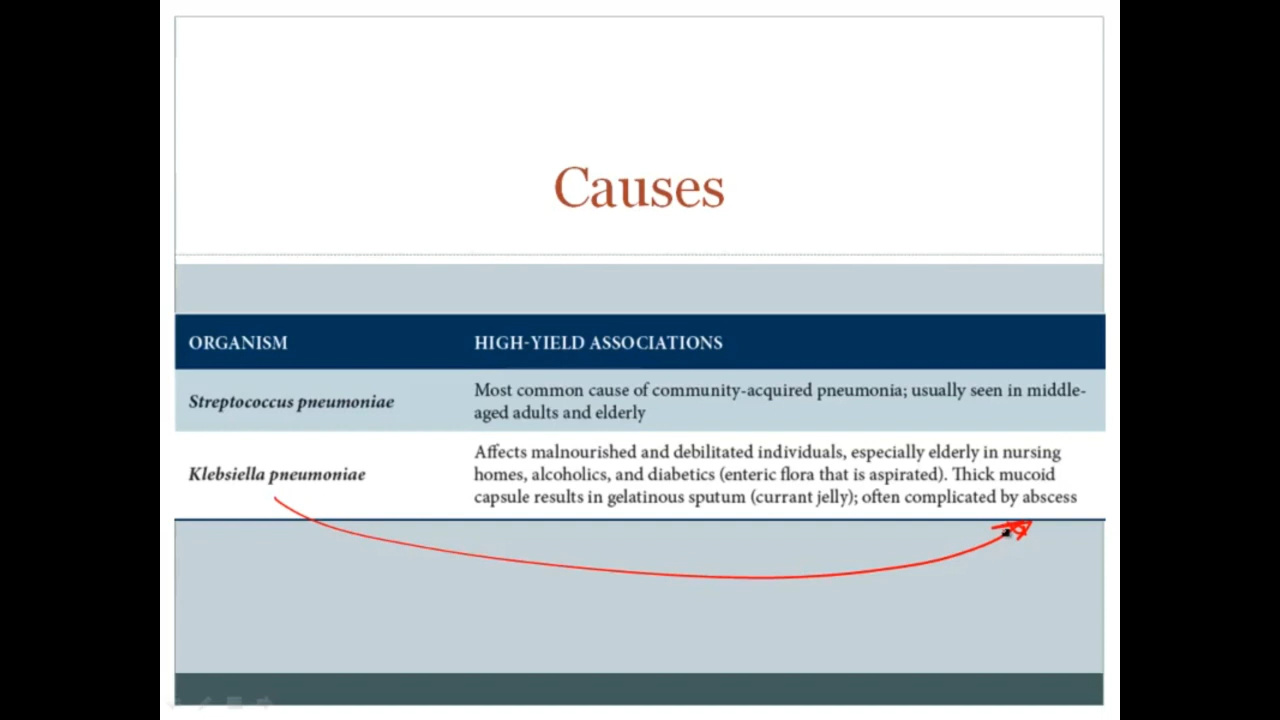 Causes
ORGANISM
HIGH-YIELD ASSOCIATIONS
Streptococcus pneumoniae
Most common cause of community-acquired pneumonia; usually seen in middle-
aged adults and elderly
Klebsiella pneumoniae
Affects malnourished and debilitated individuals, especially elderly in nursing
homes, alcoholics, and diabetics (enteric flora that is aspirated). Thick mucoid
capsule results in gelatinous sputum (currant jelly); often complicated by abscess